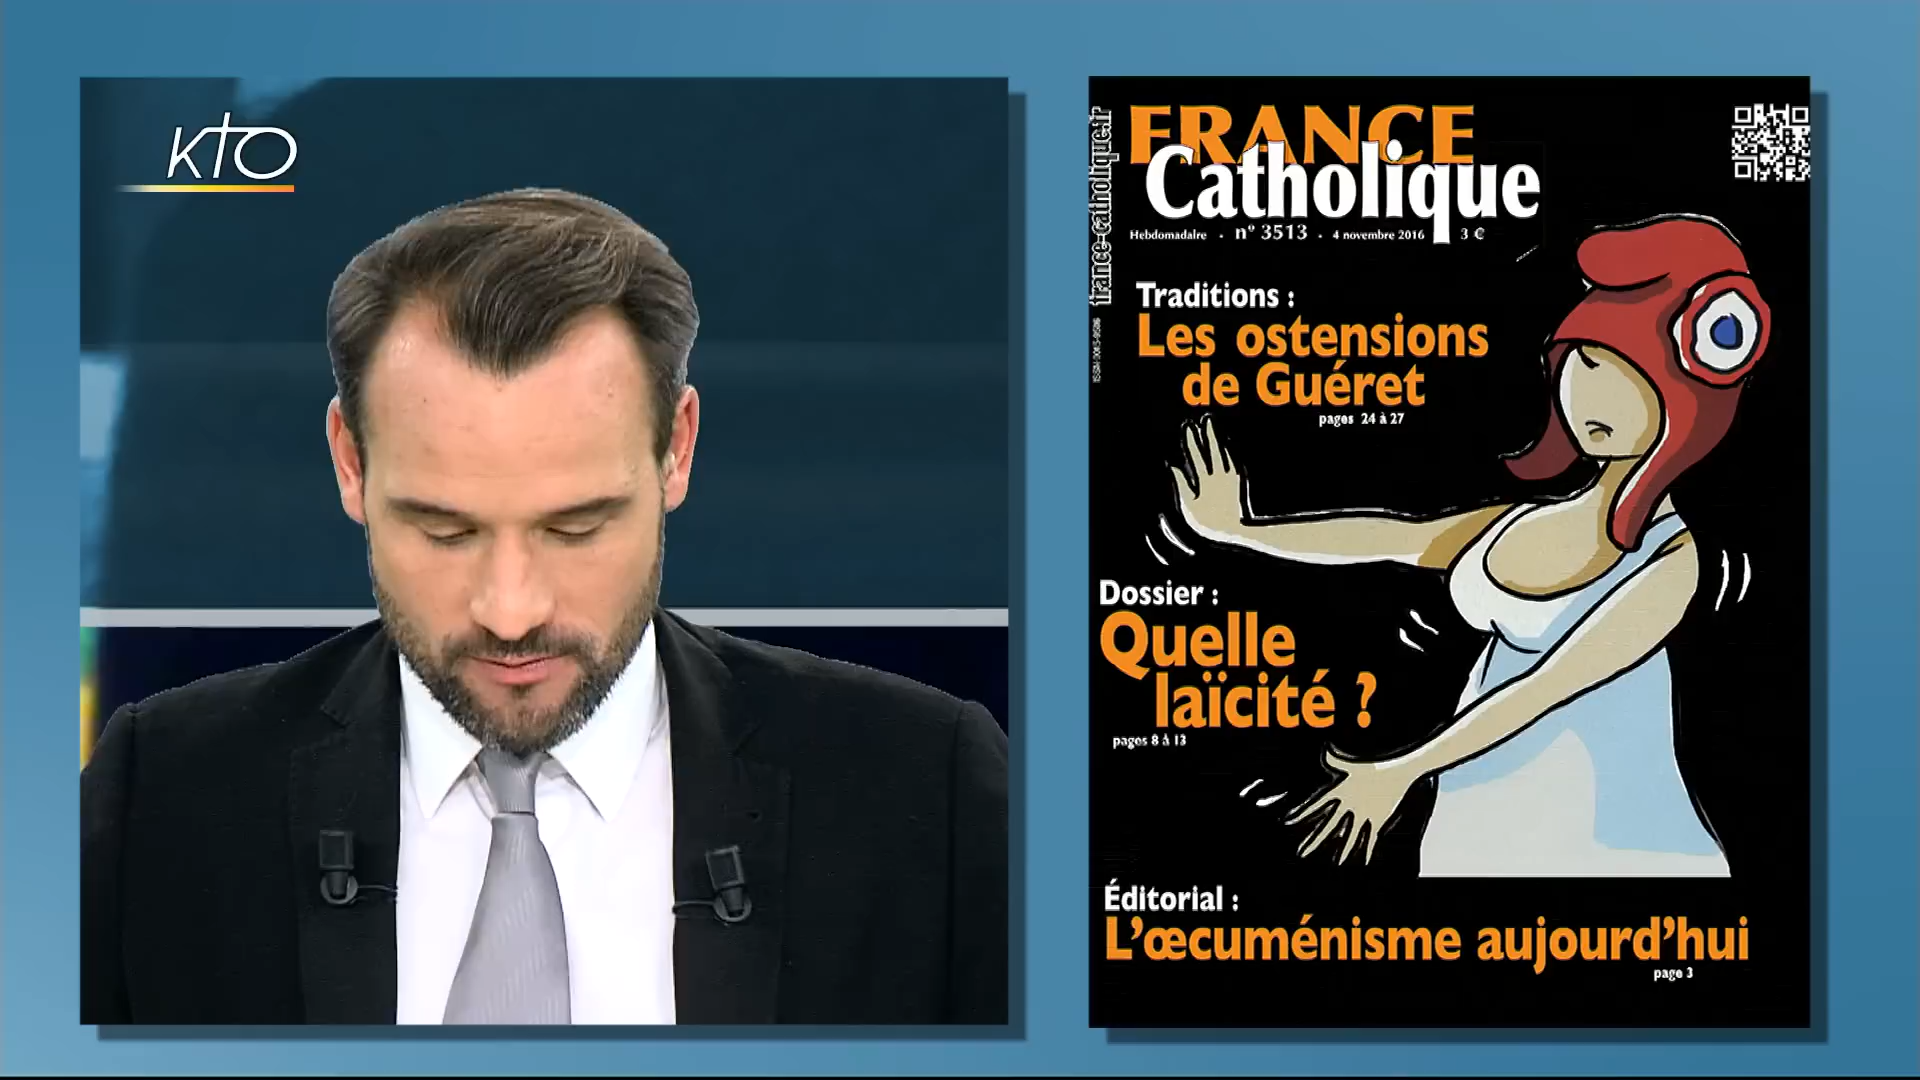 KTO
france-catholique.fr
FRANCE
Catholique
Hebdomadaire • n° 3513 • 4 novembre 2016 3 €
Traditions :
Les ostensions
de Guéret
pages 24 à 27
Dossier :
Quelle
laïcité ?
pages 8 à 13
Éditorial :
L'œcuménisme aujourd'hui
page 3